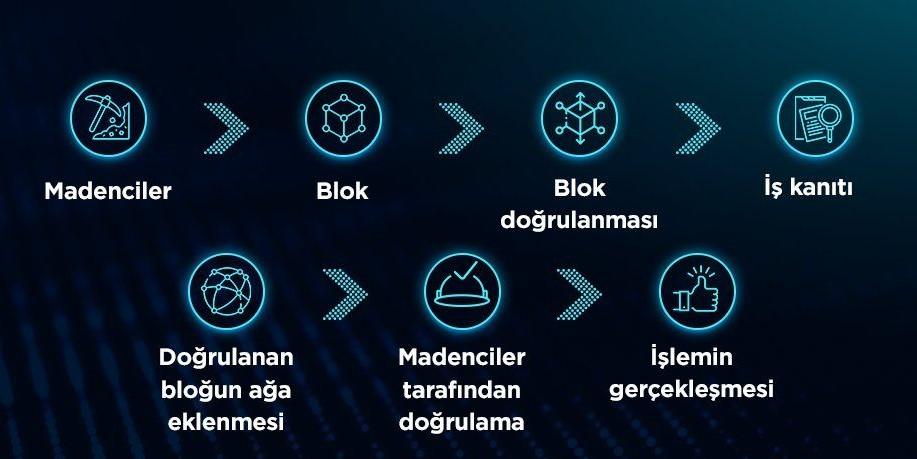 Madenciler
Blok
Blok
doğrulanması
İş kanıtı
Doğrulanan
bloğun ağa
eklenmesi
Madenciler
tarafından
doğrulama
İşlemin
gerçekleşmesi